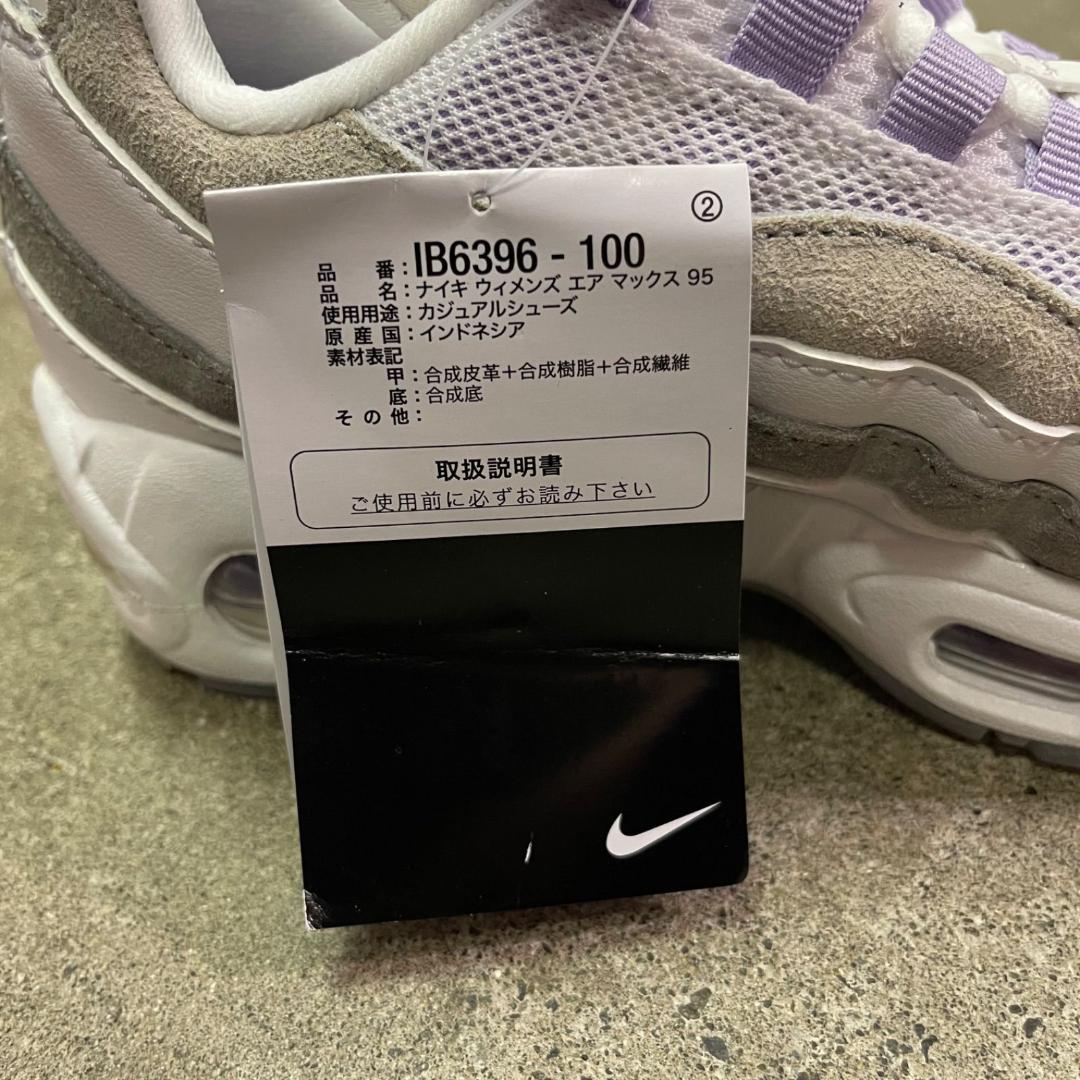 ②
品 番：IB6396 - 100
品 名：ナイキ ウィメンズ エア マックス 95
使用用途：カジュアルシューズ
原 産 国：インドネシア
素材表記
甲：合成皮革＋合成樹脂＋合成繊維
底：合成底
そ の 他：
取扱説明書
ご使用前に必ずお読み下さい